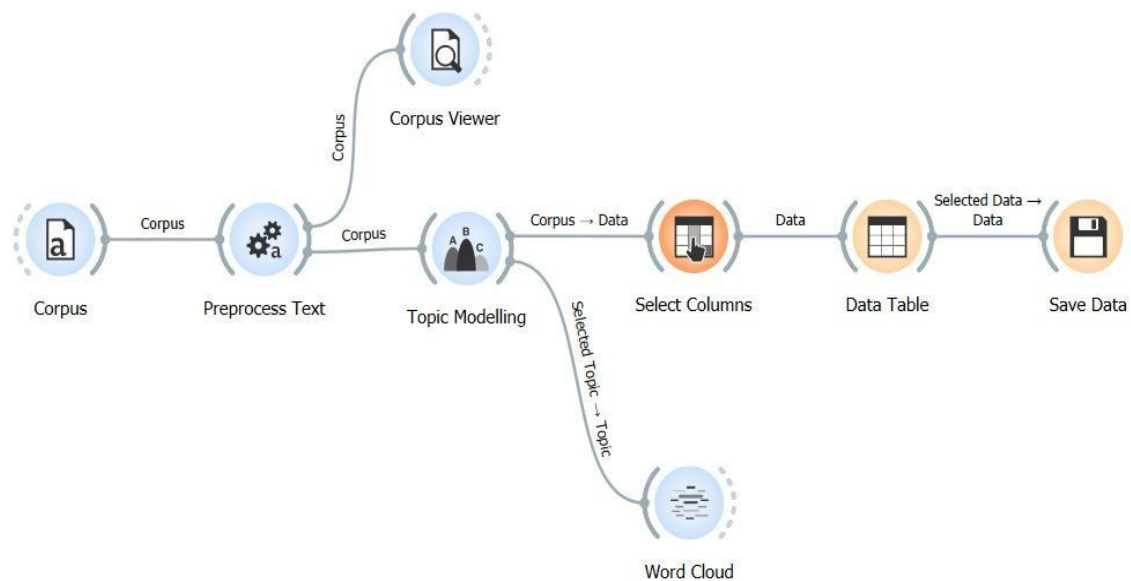 Corpus Viewer
Corpus
Corpus
Corpus
Corpus → Data
Data
Selected Data →
Data
a
a
A
B
C
Corpus
Preprocess Text
Topic Modelling
Select Columns
Data Table
Save Data
Selected Topic → Topic
Word Cloud